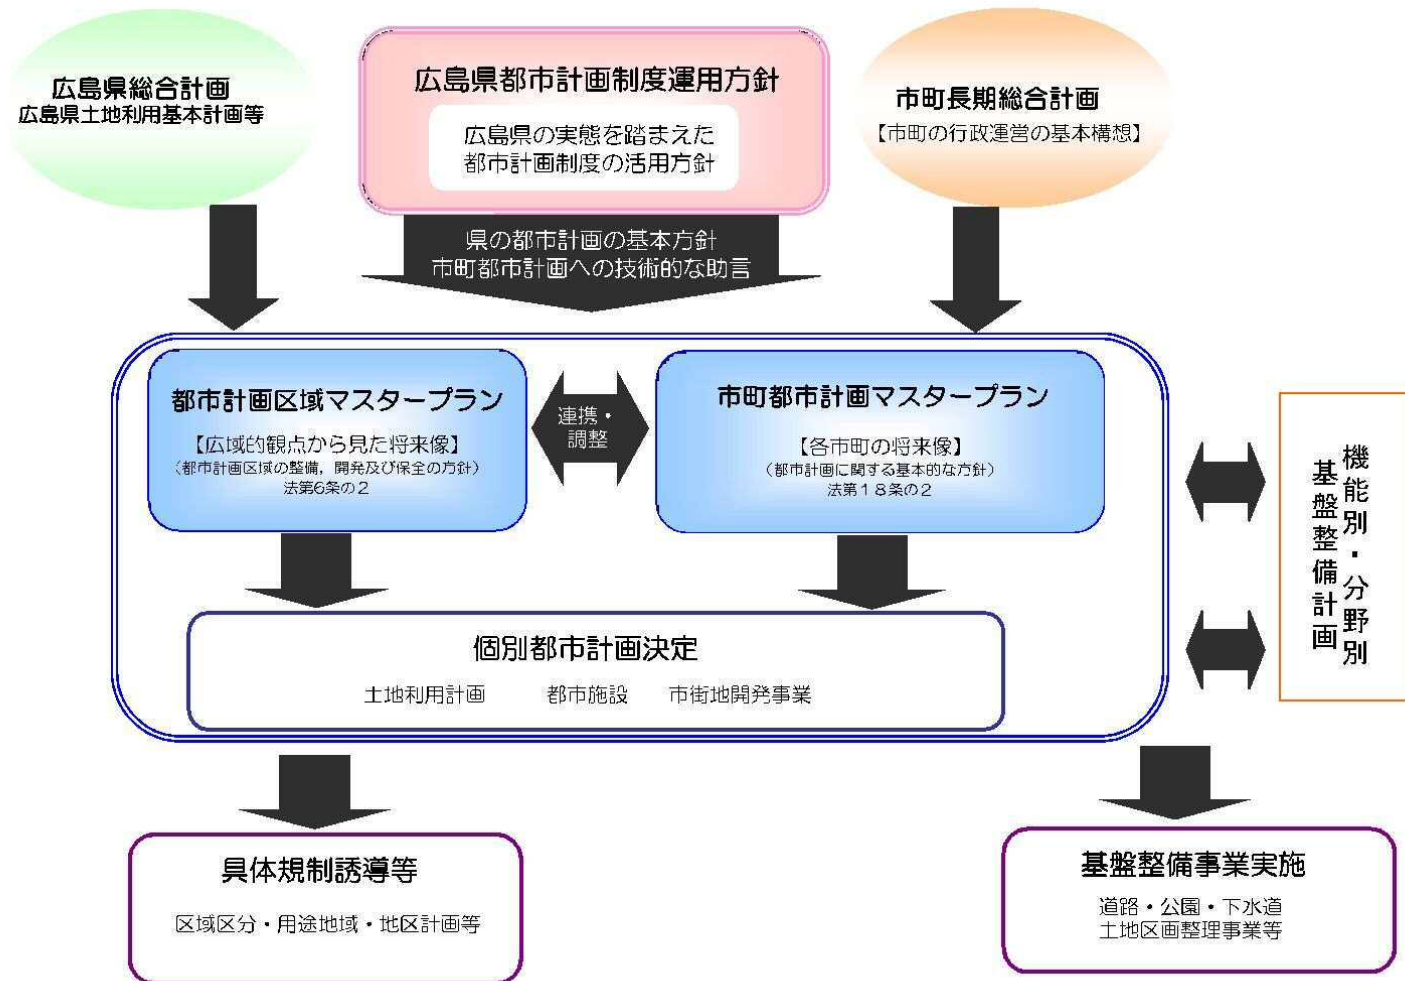 広島県総合計画
広島県土地利用基本計画等
広島県都市計画制度運用方針
広島県の実態を踏まえた
都市計画制度の活用方針
市町長期総合計画
【市町の行政運営の基本構想】
県の都市計画の基本方針
市町都市計画への技術的な助言
都市計画区域マスタープラン
【広域的観点から見た将来像】
（都市計画区域の整備，開発及び保全の方針）
法第6条の2
連携・
調整
市町都市計画マスタープラン
【各市町の将来像】
（都市計画に関する基本的な方針）
法第18条の2
機能別・分野別
基盤整備計画
個別都市計画決定
土地利用計画　都市施設　市街地開発事業
具体規制誘導等
区域区分・用途地域・地区計画等
基盤整備事業実施
道路・公園・下水道
土地区画整理事業等